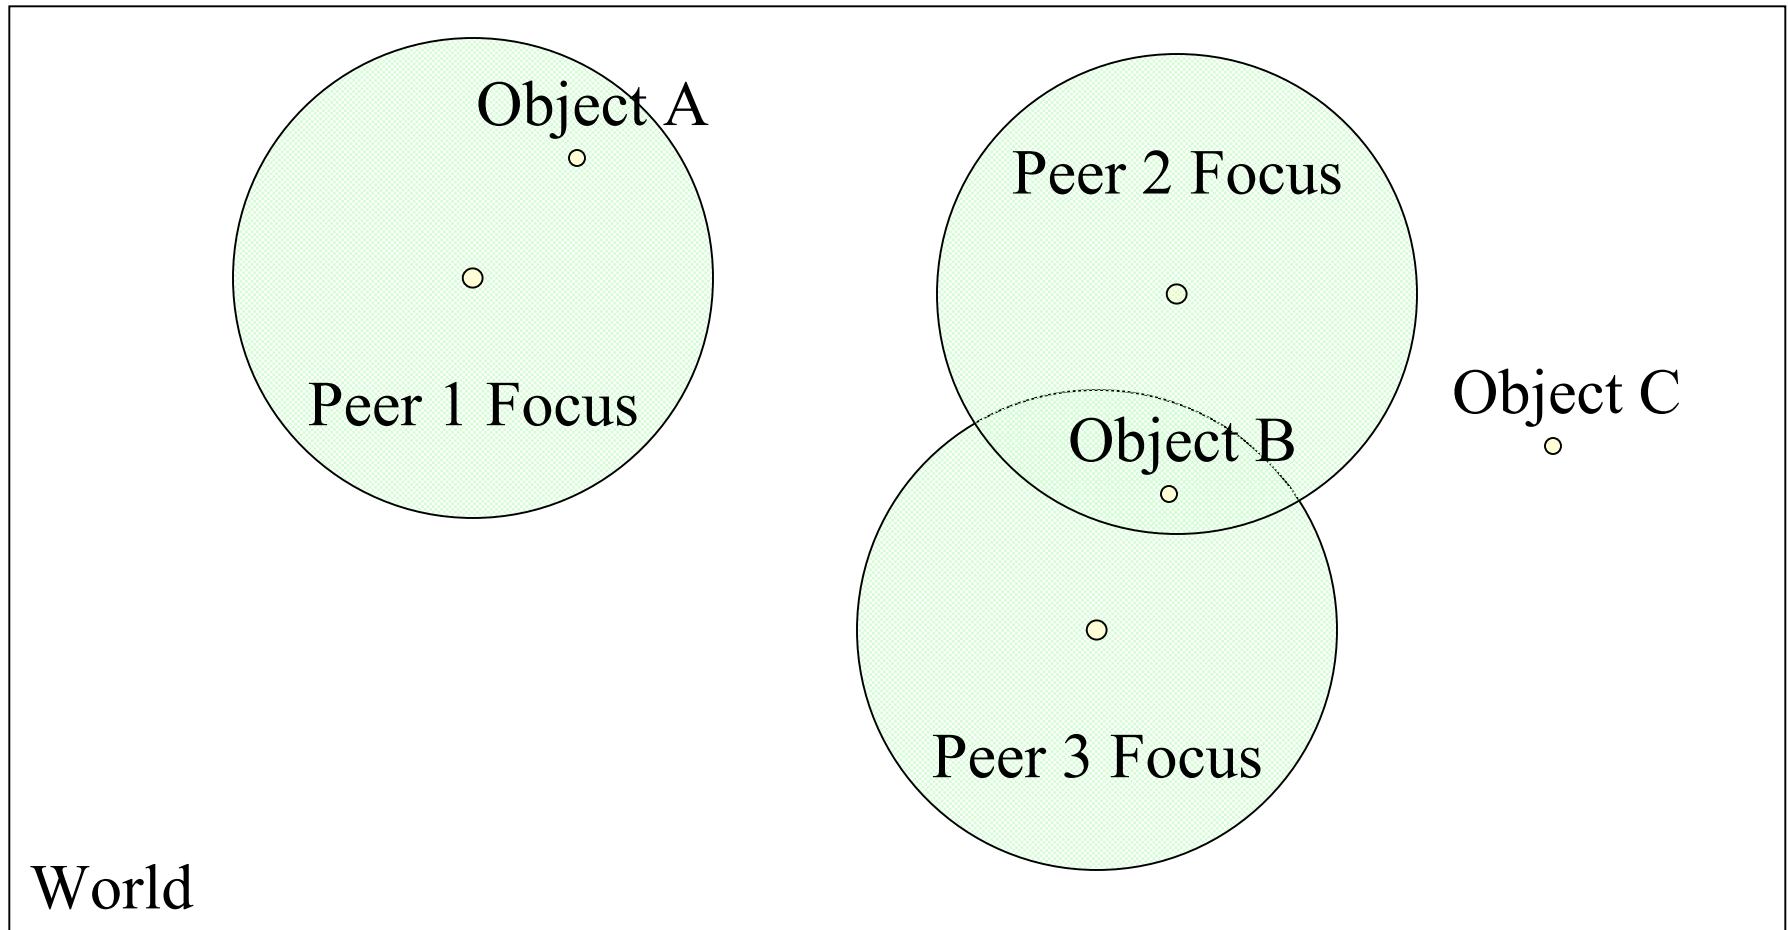 Object A
Peer 2 Focus
Peer 1 Focus
Object C
Object B
Peer 3 Focus
World